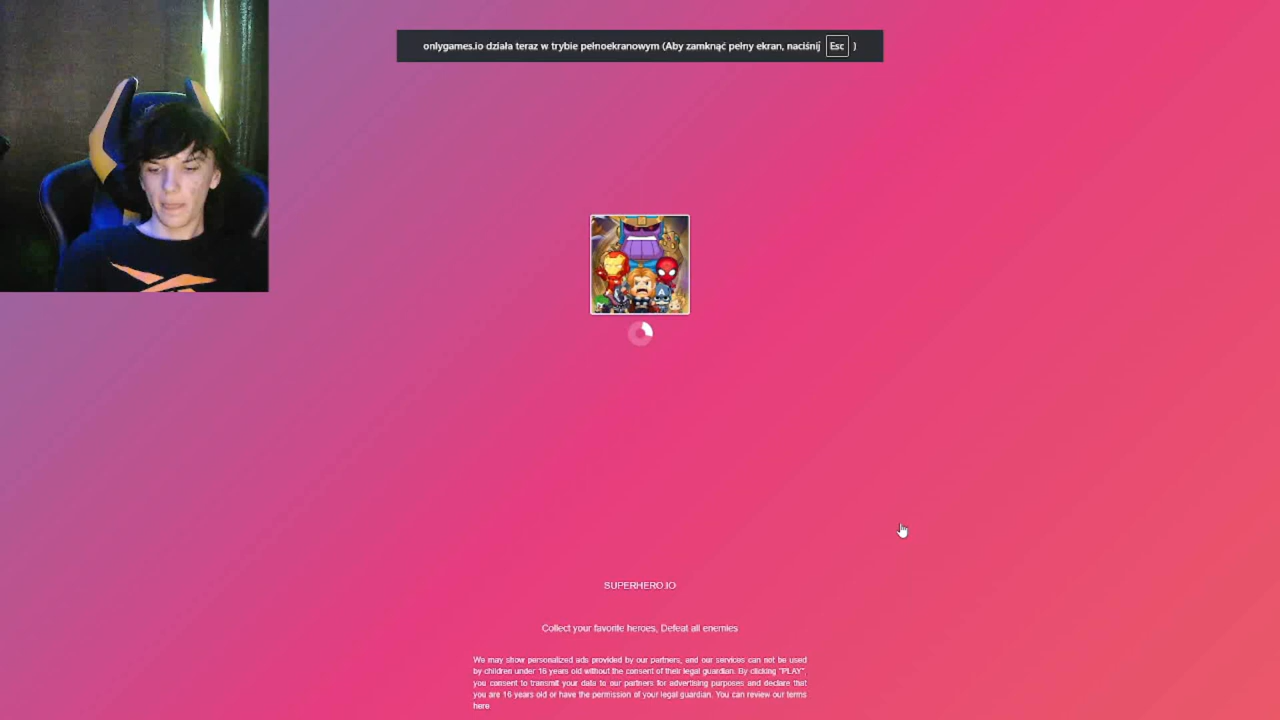 onlygames.io działa teraz w trybie pełnoekranowym (Aby zamknąć pełny ekran, naciśnij Esc )
SUPERHERO.IO
Collect your favorite heroes, Defeat all enemies
We may show personalized ads provided by our partners, and our services can not be used
by children under 16 years old without the consent of their legal guardian. By clicking "PLAY",
you consent to transmit your data to our partners for advertising purposes and declare that
you are 16 years old or have the permission of your legal guardian. You can review our terms
here